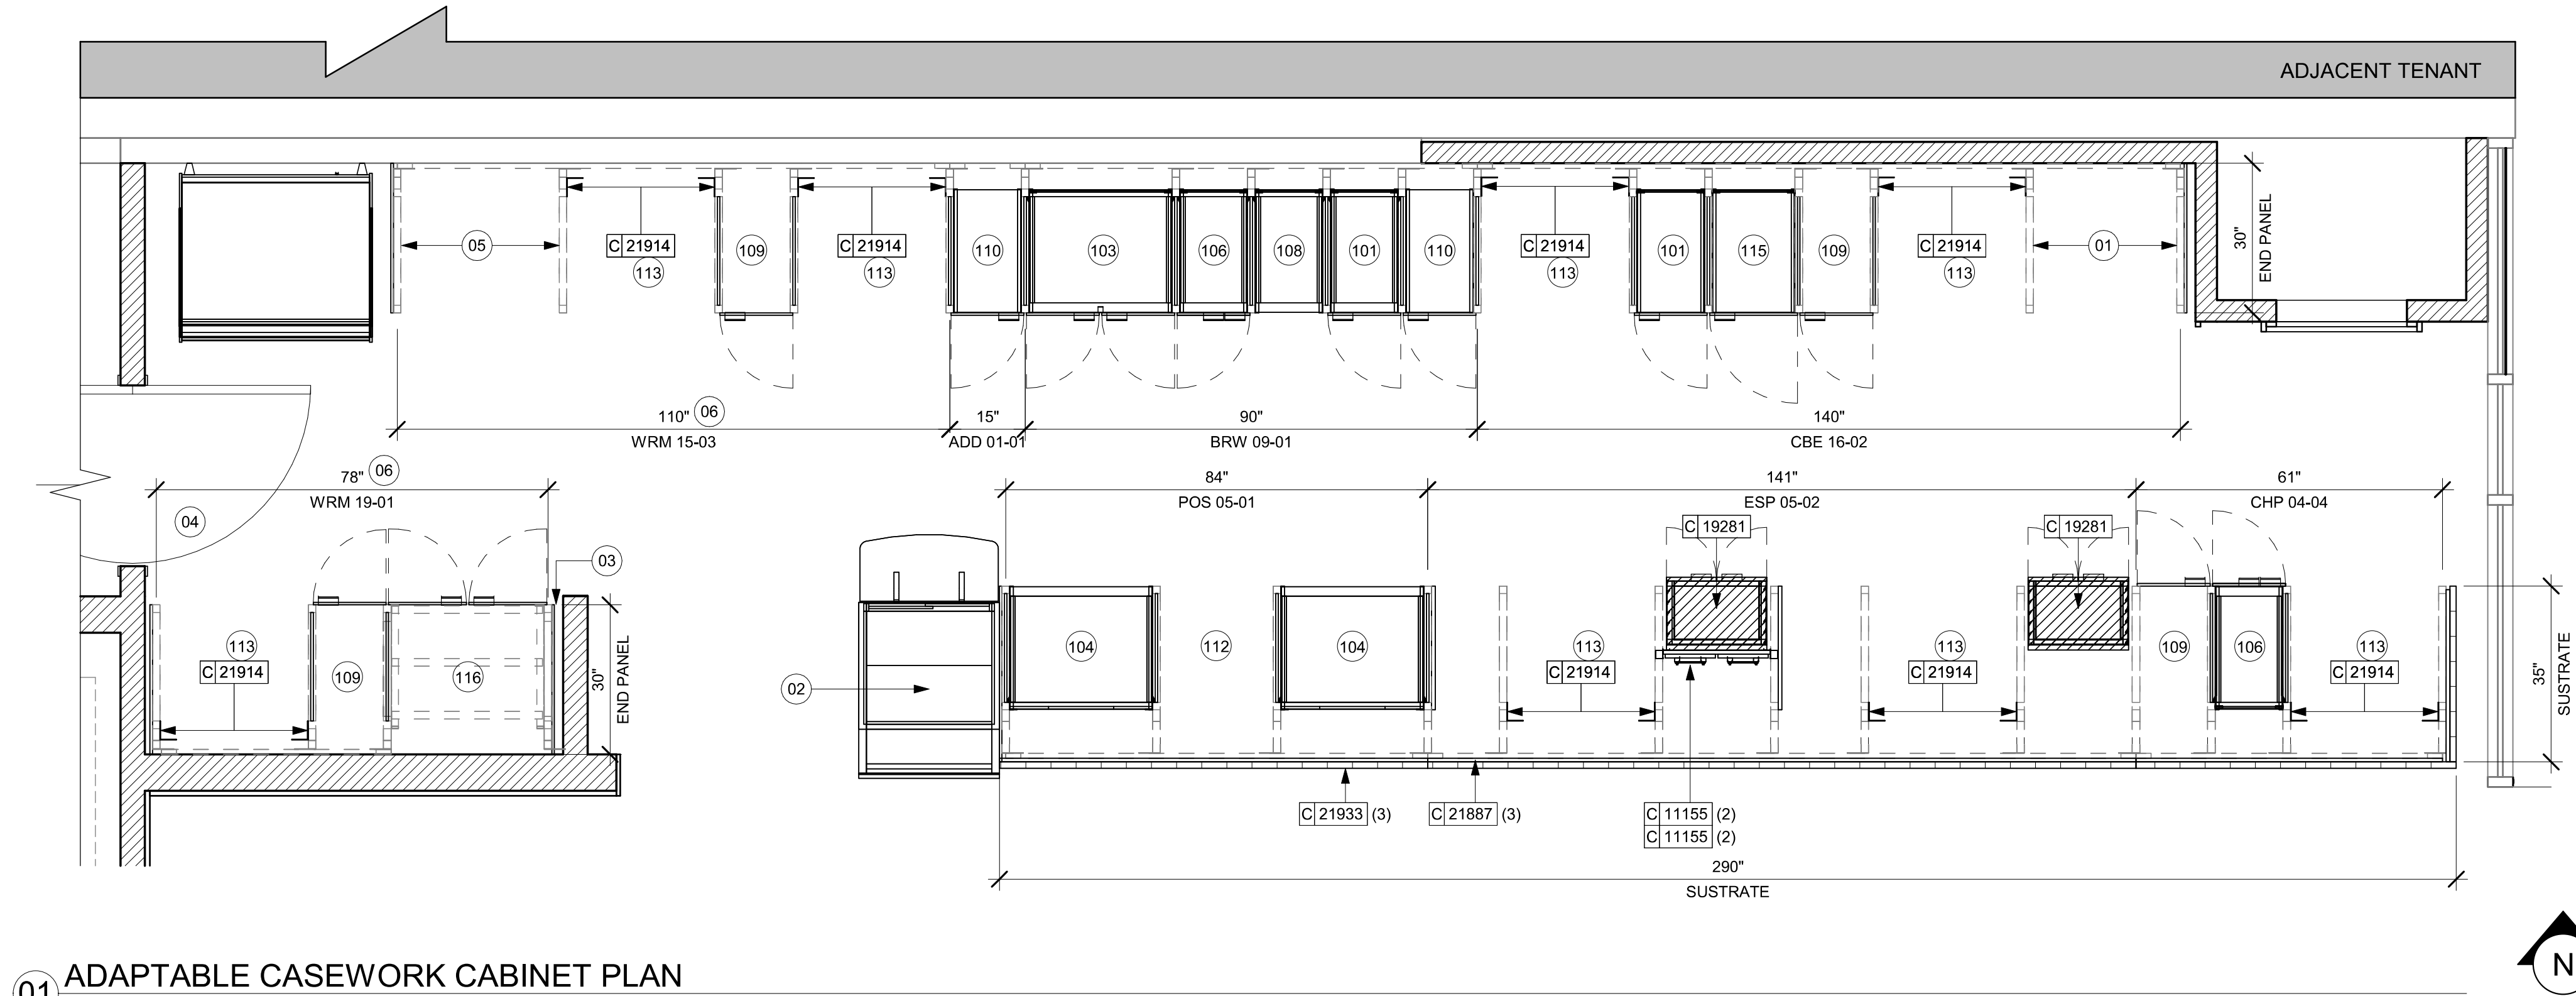 ADJACENT TENANT
05
C 21914
113
109
C 21914
113
110
103
106
108
101
110
C 21914
113
101
115
109
C 21914
113
01
30"
END PANEL
110" 06
WRM 15-03
15"
ADD 01-01
90"
BRW 09-01
140"
CBE 16-02
78" 06
WRM 19-01
84"
POS 05-01
141"
ESP 05-02
61"
CHP 04-04
04
03
C 19281
C 19281
113
C 21914
109
116
30"
END PANEL
02
104
112
104
113
C 21914
113
C 21914
109
106
113
C 21914
35"
SUSTRATE
C 21933 (3)
C 21887 (3)
C 11155 (2)
C 11155 (2)
290"
SUSTRATE
01 ADAPTABLE CASEWORK CABINET PLAN
N